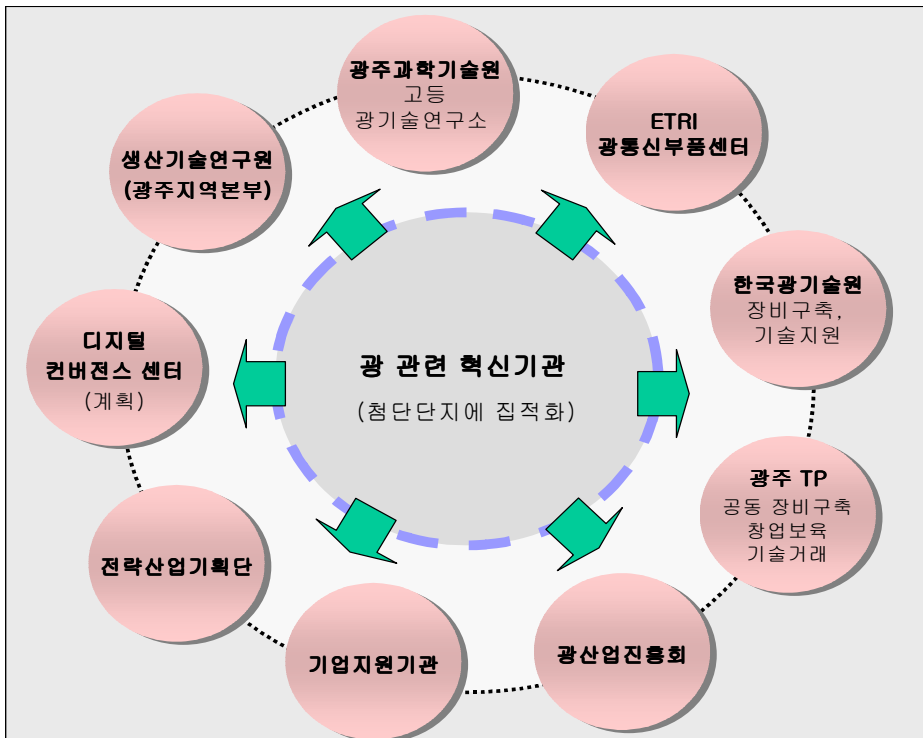 광주과학기술원
고등
광기술연구소
ETRI
광통신부품센터
생산기술연구원
(광주지역본부)
한국광기술원
장비구축,
기술지원
디지털
컨버전스 센터
(계획)
광 관련 혁신기관
(첨단단지에 집적화)
광주 TP
공동 장비구축
창업보육
기술거래
전략산업기획단
기업지원기관
광산업진흥회